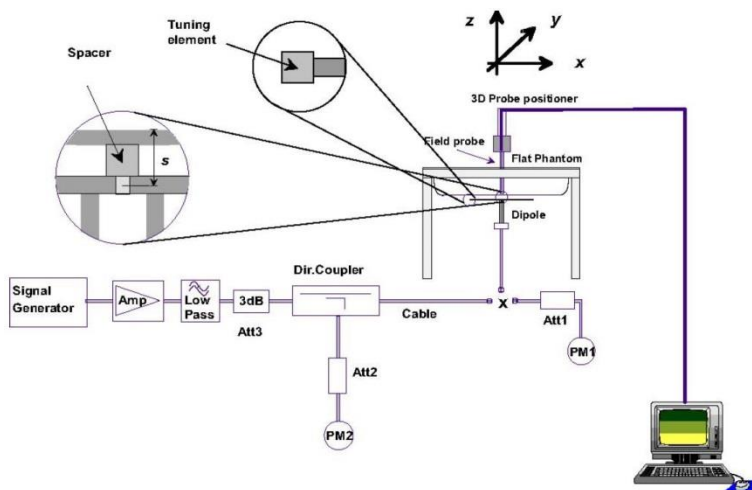 Tuning
element
Spacer
s
z
y
x
3D Probe positioner
Field probe
Flat Phantom
Dipole
Signal
Generator
Amp
Low
Pass
3dB
Att3
Dir.Coupler
Cable
x
Att1
PM1
Att2
PM2